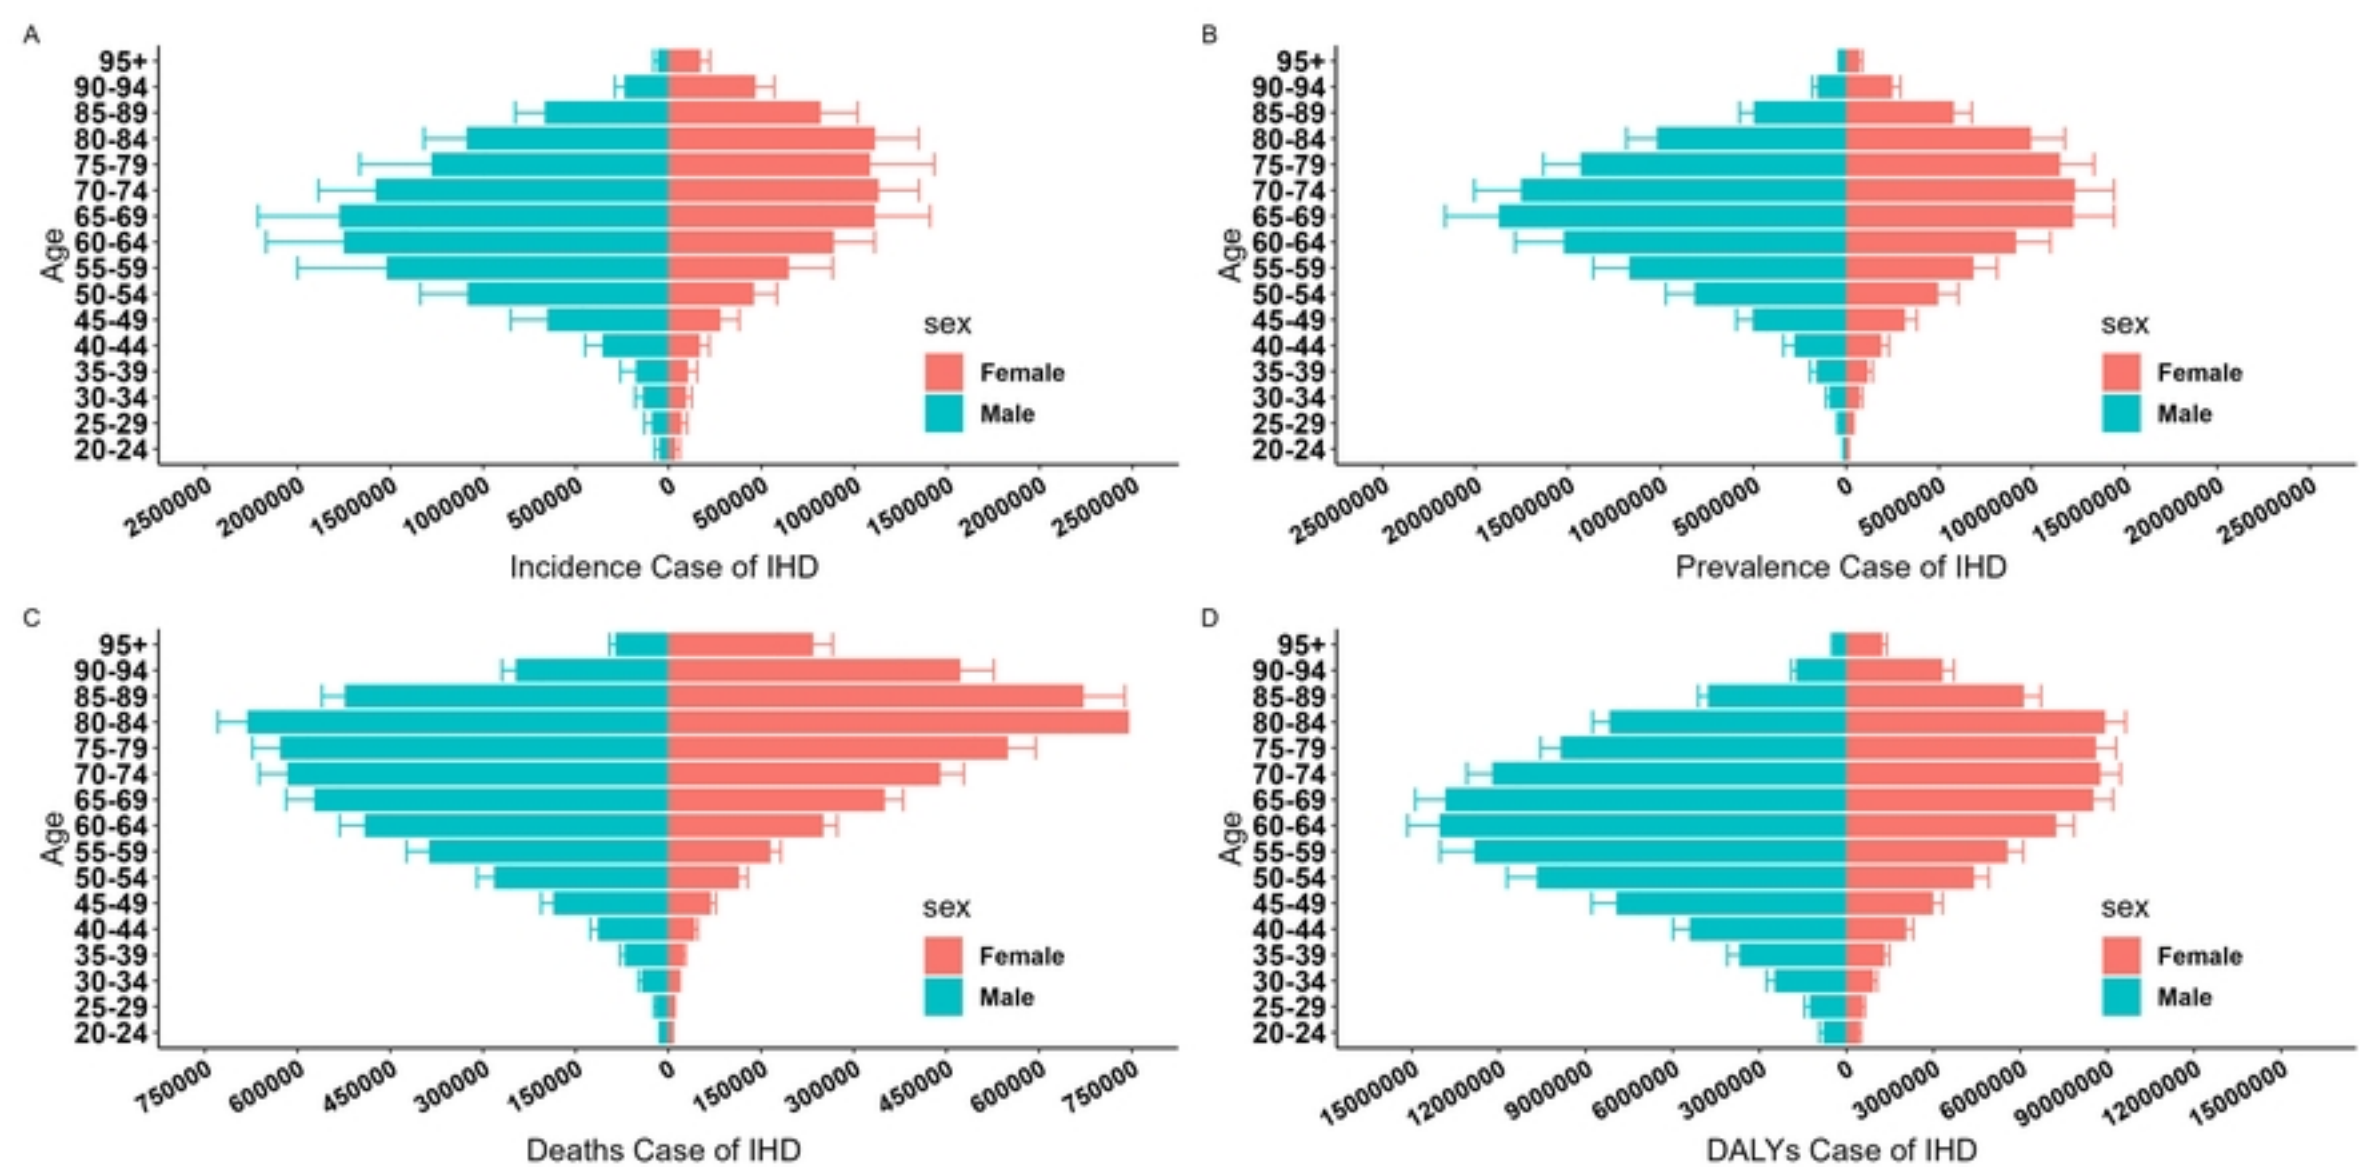 A
95+
90-94
85-89
80-84
75-79
70-74
65-69
60-64
55-59
50-54
45-49
40-44
35-39
30-34
25-29
20-24
Age
sex
Female
Male
2500000 2000000 1500000 1000000 500000 0 500000 1000000 1500000 2000000 2500000
Incidence Case of IHD
B
95+
90-94
85-89
80-84
75-79
70-74
65-69
60-64
55-59
50-54
45-49
40-44
35-39
30-34
25-29
20-24
Age
sex
Female
Male
25000000 20000000 15000000 10000000 5000000 0 5000000 10000000 15000000 20000000 25000000
Prevalence Case of IHD
C
95+
90-94
85-89
80-84
75-79
70-74
65-69
60-64
55-59
50-54
45-49
40-44
35-39
30-34
25-29
20-24
Age
sex
Female
Male
750000 600000 450000 300000 150000 0 150000 300000 450000 600000 750000
Deaths Case of IHD
D
95+
90-94
85-89
80-84
75-79
70-74
65-69
60-64
55-59
50-54
45-49
40-44
35-39
30-34
25-29
20-24
Age
sex
Female
Male
15000000 12000000 9000000 6000000 3000000 0 3000000 6000000 9000000 12000000 15000000
DALYs Case of IHD